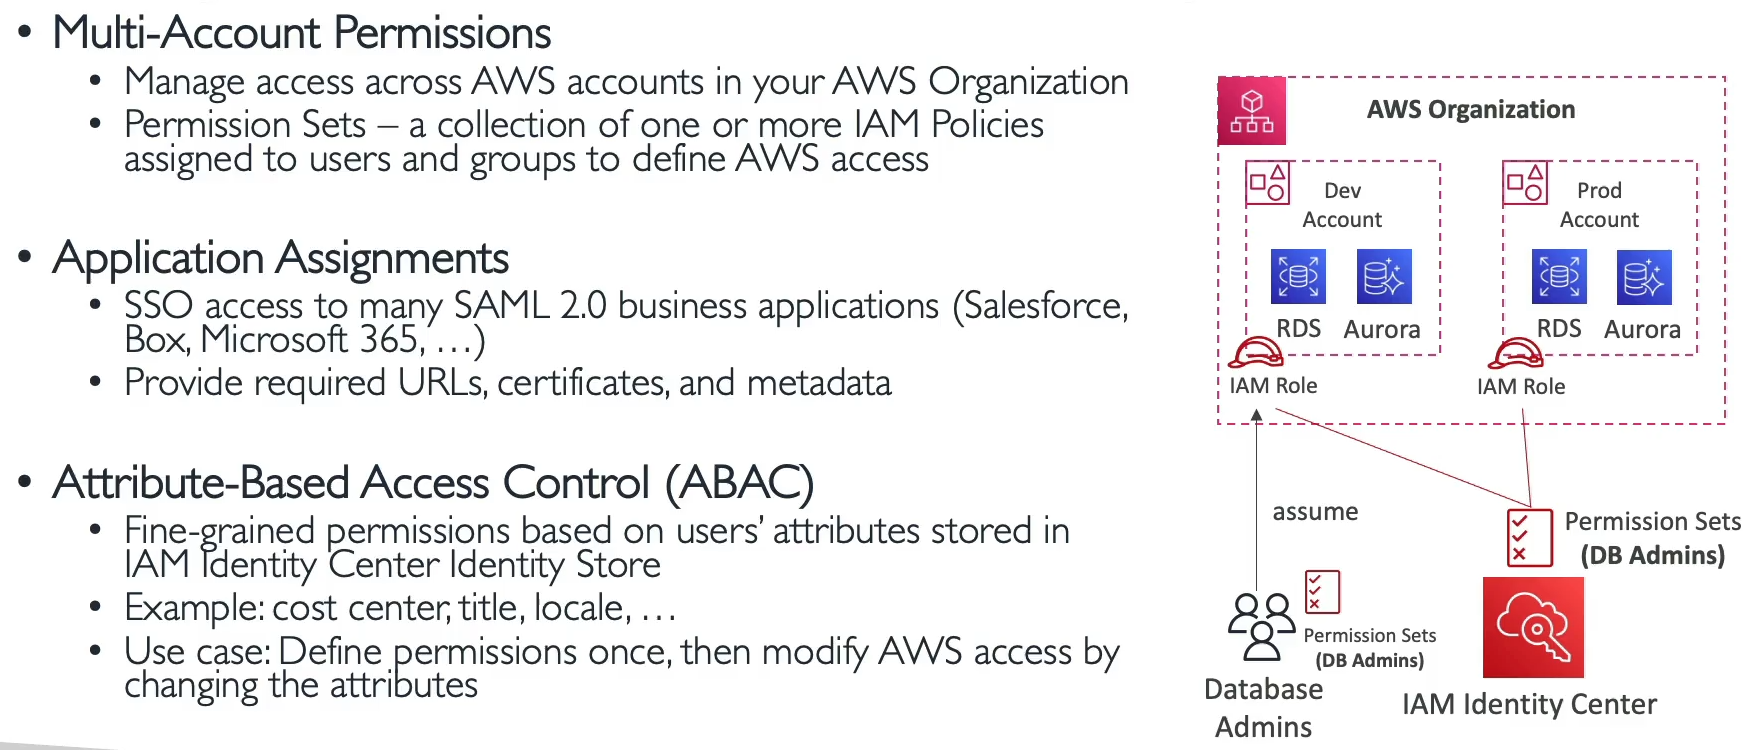 • Multi-Account Permissions
• Manage access across AWS accounts in your AWS Organization
• Permission Sets – a collection of one or more IAM Policies
assigned to users and groups to define AWS access
• Application Assignments
• SSO access to many SAML 2.0 business applications (Salesforce,
Box, Microsoft 365, …)
• Provide required URLs, certificates, and metadata
• Attribute-Based Access Control (ABAC)
• Fine-grained permissions based on users’ attributes stored in
IAM Identity Center Identity Store
• Example: cost center, title, locale, …
• Use case: Define permissions once, then modify AWS access by
changing the attributes
AWS Organization
Dev
Account
RDS
Aurora
IAM Role
Prod
Account
RDS
Aurora
IAM Role
assume
Permission Sets
(DB Admins)
Permission Sets
(DB Admins)
Database
Admins
IAM Identity Center